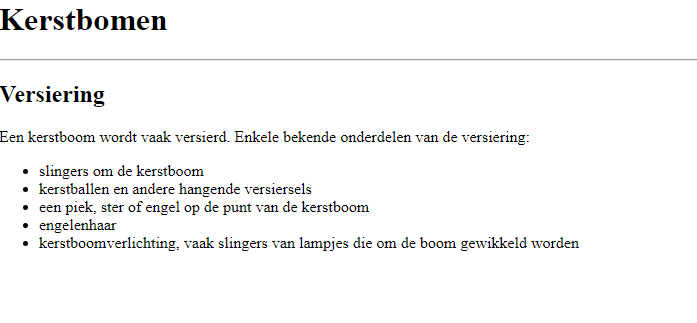 Kerstbomen
Versiering
Een kerstboom wordt vaak versierd. Enkele bekende onderdelen van de versiering:
• slingers om de kerstboom
• kerstballen en andere hangende versiersels
• een piek, ster of engel op de punt van de kerstboom
• engelenhaar
• kerstboomverlichting, vaak slingers van lampjes die om de boom gewikkeld worden